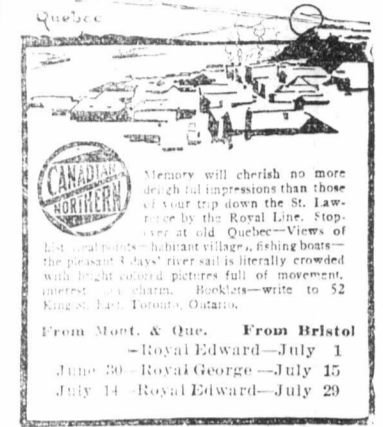 Quebec
CANADIAN
NORTHERN
Memory will cherish no more
delightful impressions than those
of your trip down the St. Law-
rence by the Royal Line. Stop-
over at old Quebec—Views of
historical points—habitant villages, fishing boats—
the pleasant 3 days' river sail is literally crowded
with bright colored pictures full of movement,
interest charm. Booklets—write to 52
King St. East, Toronto, Ontario.
From Mont. & Que. From Bristol
—Royal Edward—July 1
June 30—Royal George—July 15
July 14—Royal Edward—July 29